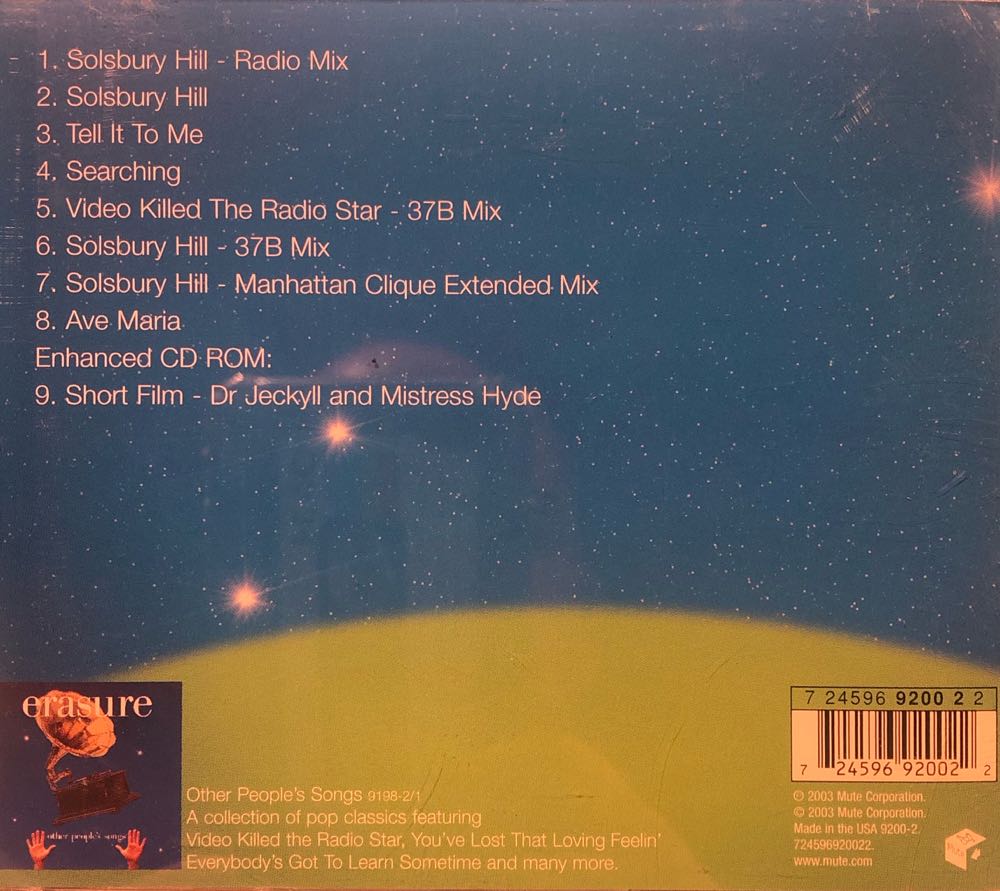 1. Solsbury Hill - Radio Mix
2. Solsbury Hill
3. Tell It To Me
4. Searching
5. Video Killed The Radio Star - 37B Mix
6. Solsbury Hill - 37B Mix
7. Solsbury Hill - Manhattan Clique Extended Mix
8. Ave Maria
Enhanced CD ROM:
9. Short Film - Dr Jeckyll and Mistress Hyde
erasure
other people's songs
Other People's Songs 9198-2/1
A collection of pop classics featuring
Video Killed the Radio Star, You've Lost That Loving Feelin'
Everybody's Got To Learn Sometime and many more.
7 24596 9200 2 2
7 24596 92002 2
℗ 2003 Mute Corporation.
© 2003 Mute Corporation.
Made in the USA 9200-2.
724596920022.
www.mute.com